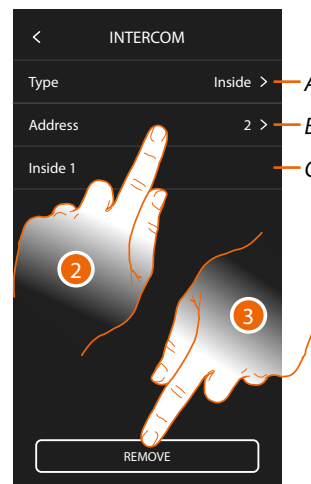 < INTERCOM
Type Inside > A
Address 2 > B
Inside 1 C
2
3
REMOVE